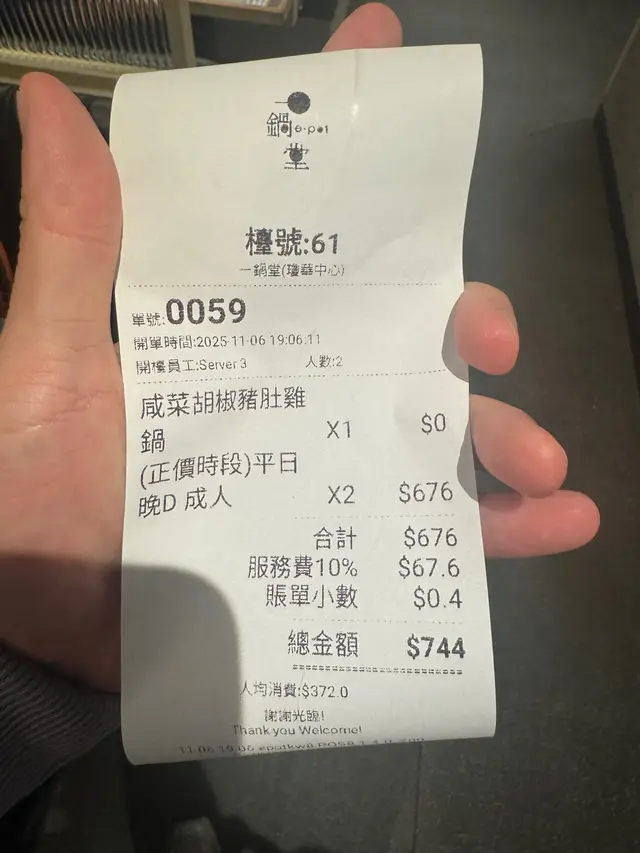 一鍋堂
e-pot
檯號:61
一鍋堂(瓊華中心)
單號:0059
開單時間:2025-11-06 19:06:11
開檯員工:Server 3 人數:2
咸菜胡椒豬肚雞
鍋 X1 $0
(正價時段)平日
晚D 成人 X2 $676
合計 $676
服務費10% $67.6
賬單小數 $0.4
總金額 $744
人均消費:$372.0
謝謝光臨!
Thank you Welcome!